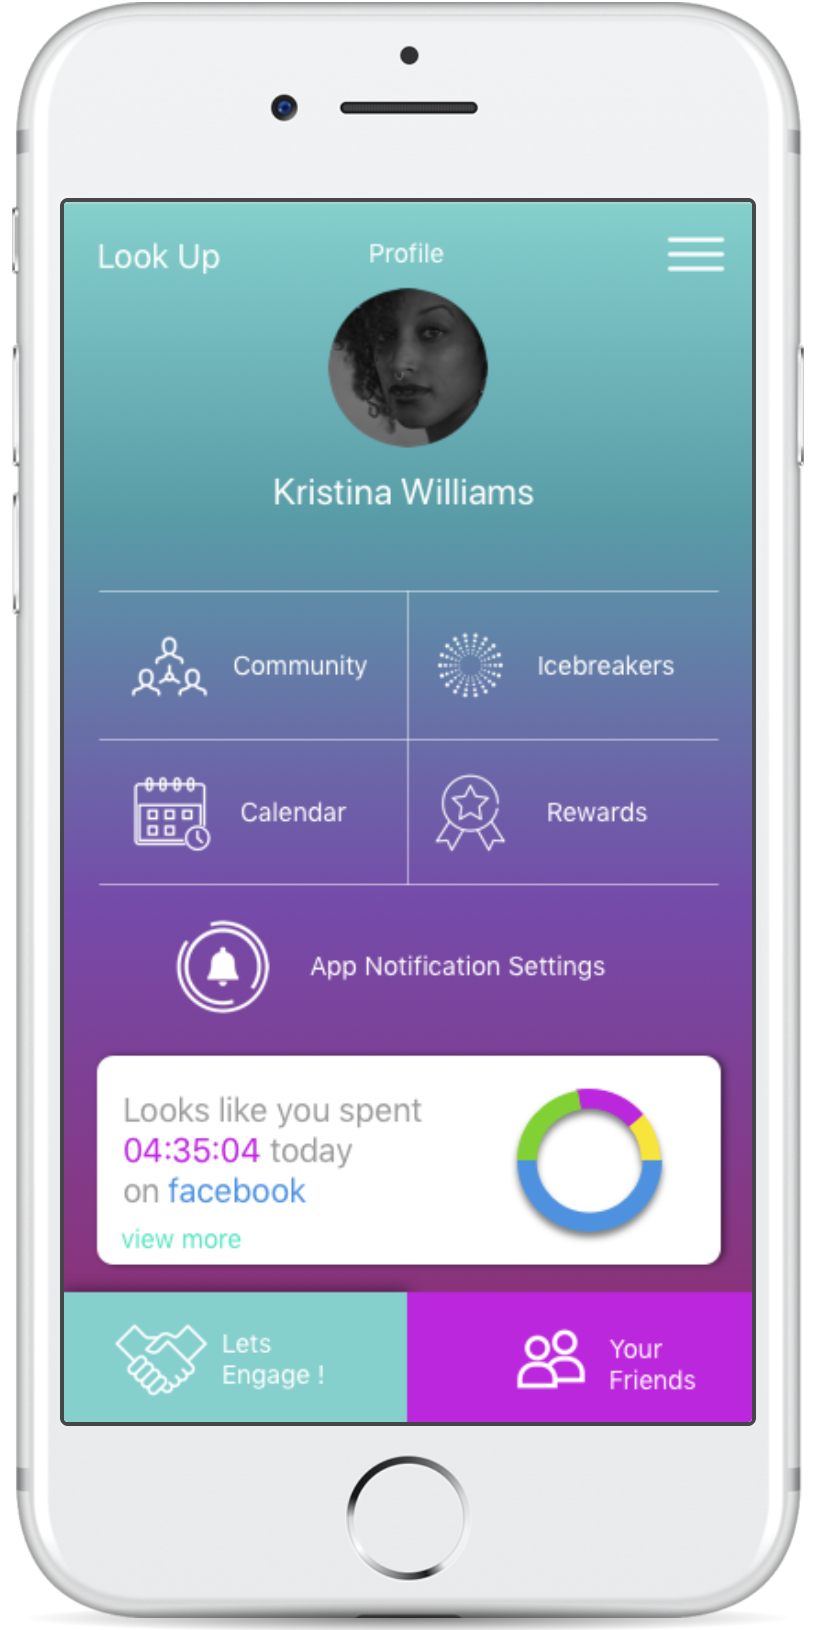 Look Up
Profile
Kristina Williams
Community
Icebreakers
Calendar
Rewards
App Notification Settings
Looks like you spent
04:35:04 today
on facebook
view more
Lets
Engage !
Your
Friends